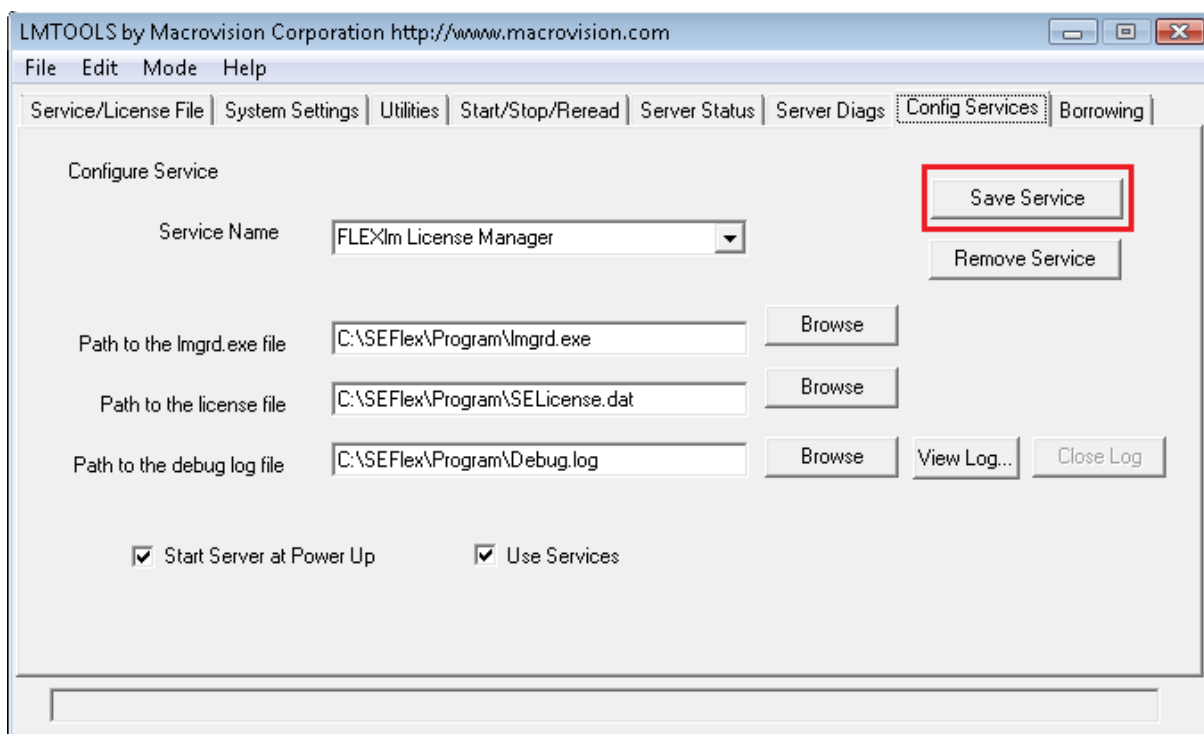 LMTOOLS by Macrovision Corporation http://www.macrovision.com
File Edit Mode Help
Service/License File System Settings Utilities Start/Stop/Reread Server Status Server Diags Config Services Borrowing
Configure Service
Save Service
Service Name FLEXlm License Manager
Remove Service
Path to the lmgrd.exe file C:\SEFlex\Program\lmgrd.exe Browse
Path to the license file C:\SEFlex\Program\SELicense.dat Browse
Path to the debug log file C:\SEFlex\Program\Debug.log Browse View Log... Close Log
Start Server at Power Up Use Services